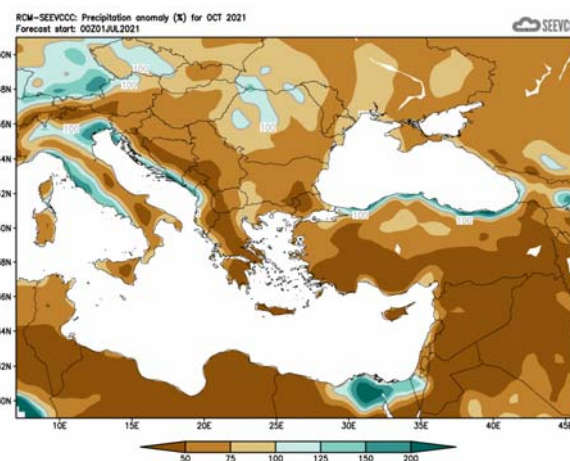 RCM-SEEVCCC: Precipitation anomaly (%) for OCT 2021
Forecast start: 00Z01JUL2021
SEEVCC
100
100
100
100
100
100
10E
15E
20E
25E
30E
35E
40E
45E
50
75
100
125
150
200